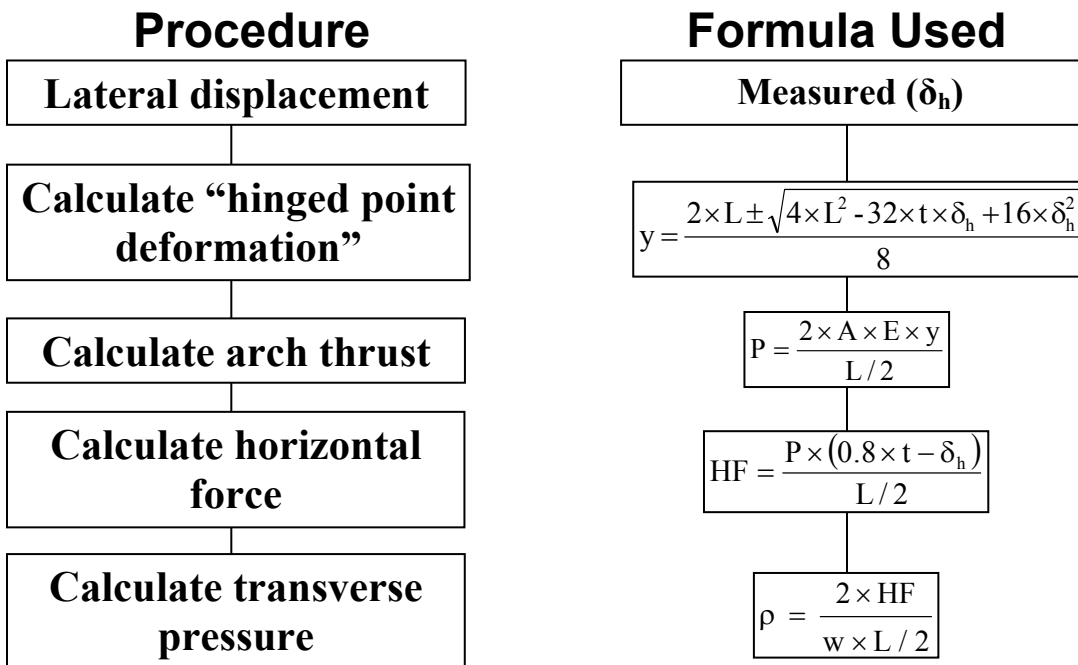 Procedure
Formula Used
Lateral displacement
Measured (δₕ)
Calculate “hinged point
deformation”
y = (2×L ± √(4×L² - 32×t×δₕ + 16×δₕ²)) / 8
Calculate arch thrust
P = (2 × A × E × y) / (L / 2)
Calculate horizontal
force
HF = (P × (0.8 × t − δₕ)) / (L / 2)
Calculate transverse
pressure
ρ = (2 × HF) / (w × L / 2)